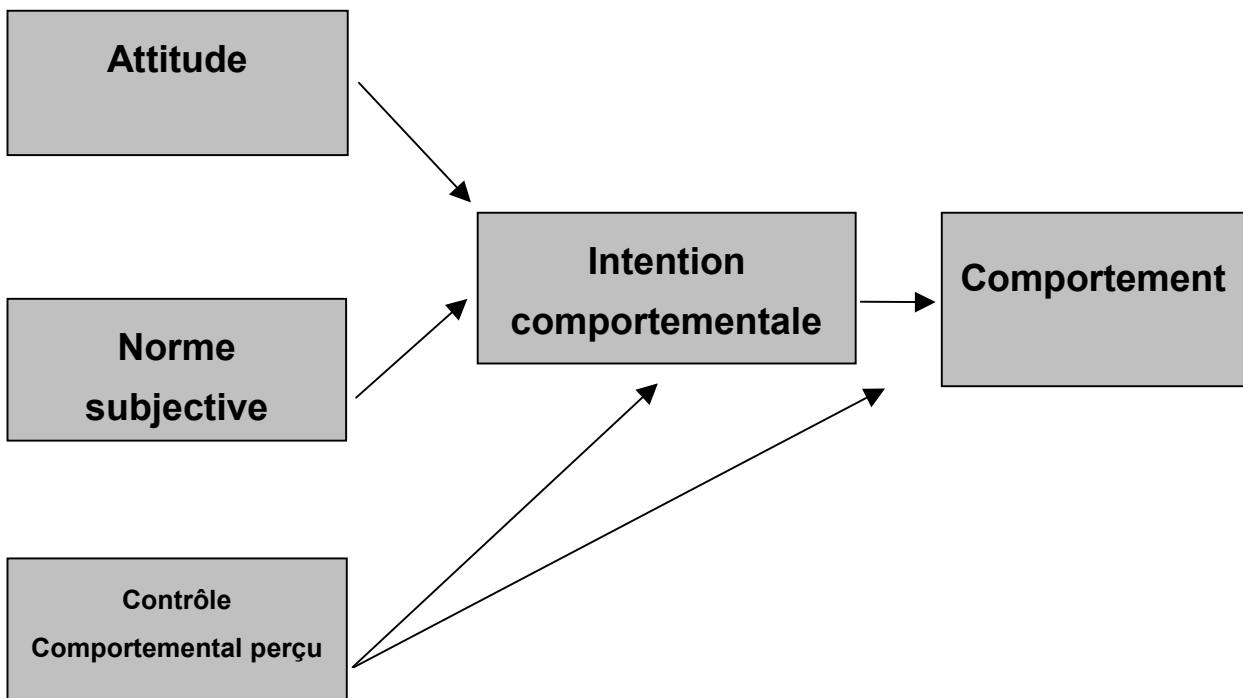 Attitude
Norme
subjective
Contrôle
Comportemental perçu
Intention
comportementale
Comportement